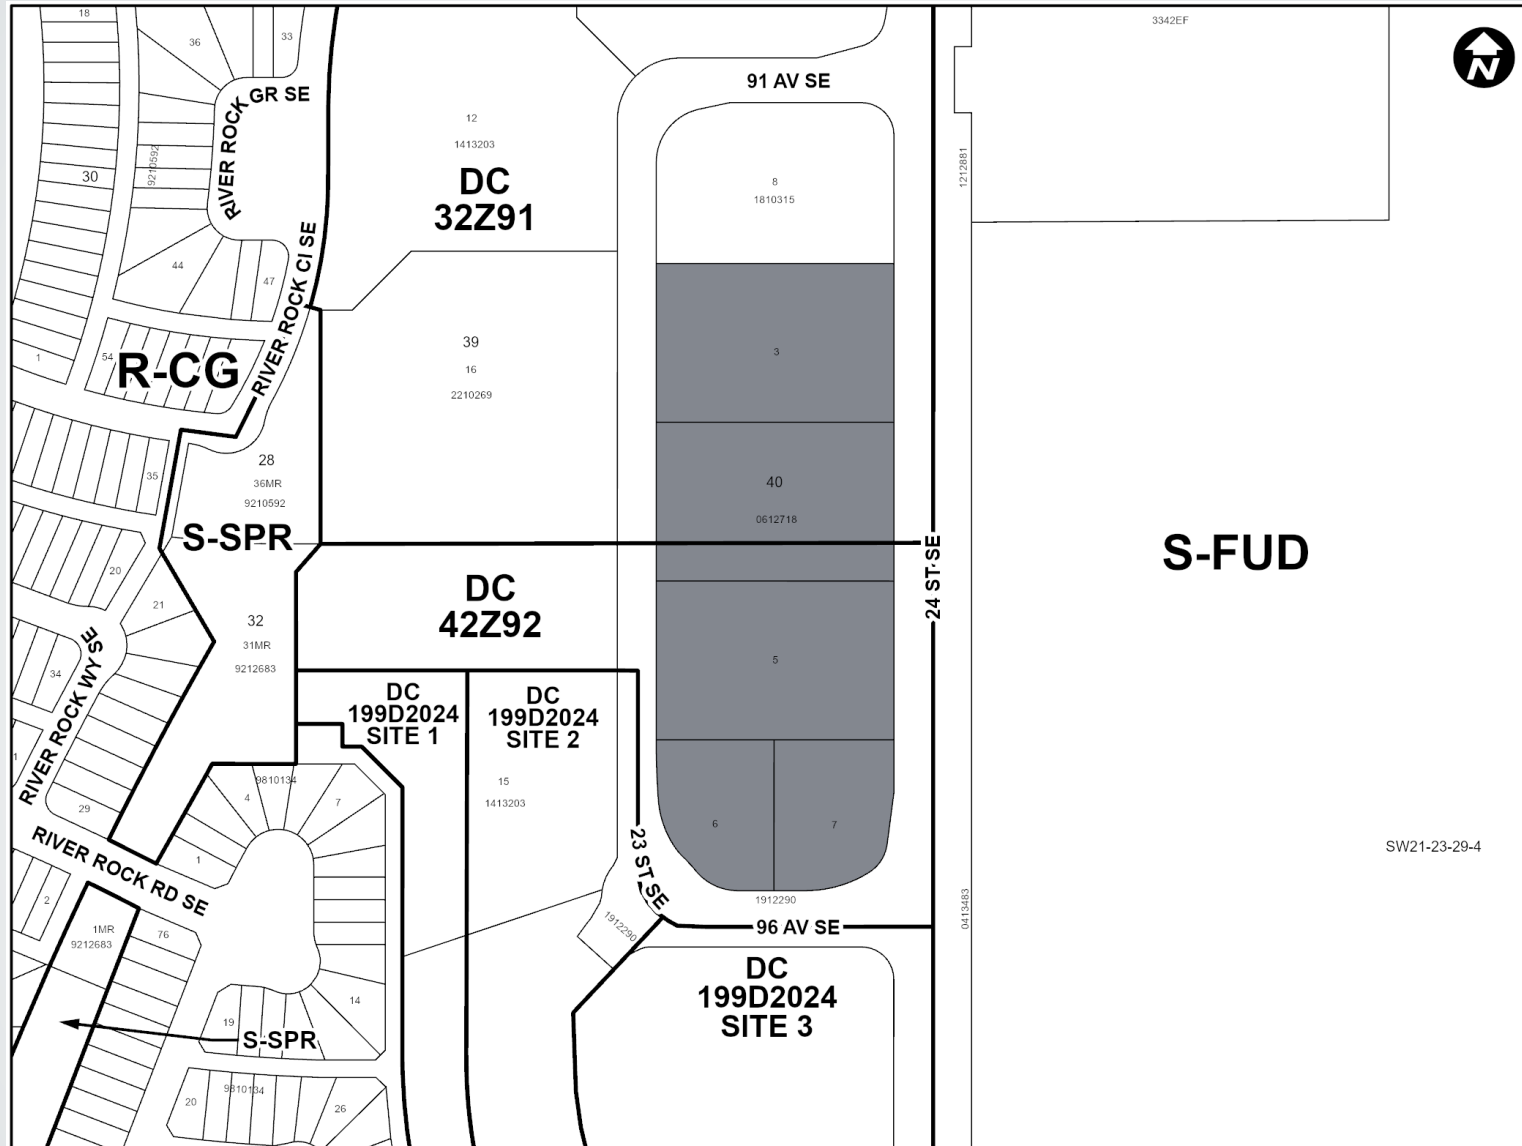 18
36
33
3342EF
N
91 AV SE
GR SE
RIVER ROCK
12
1413203
9210592
30
1212881
DC
32Z91
8
1810315
44
47
RIVER ROCK CI SE
1
54
R-CG
39
16
2210269
3
28
36MR
9210592
35
40
0612718
S-SPR
24 ST SE
S-FUD
20
21
DC
42Z92
32
31MR
9212683
34
RIVER ROCK WY SE
5
DC
199D2024
SITE 1
DC
199D2024
SITE 2
1
9810134
4
7
15
1413203
29
6
7
RIVER ROCK RD SE
1
23 ST SE
SW21-23-29-4
2
1912290
1912290
96 AV SE
0413483
1MR
9212683
76
DC
199D2024
SITE 3
14
19
S-SPR
9810134
20
26